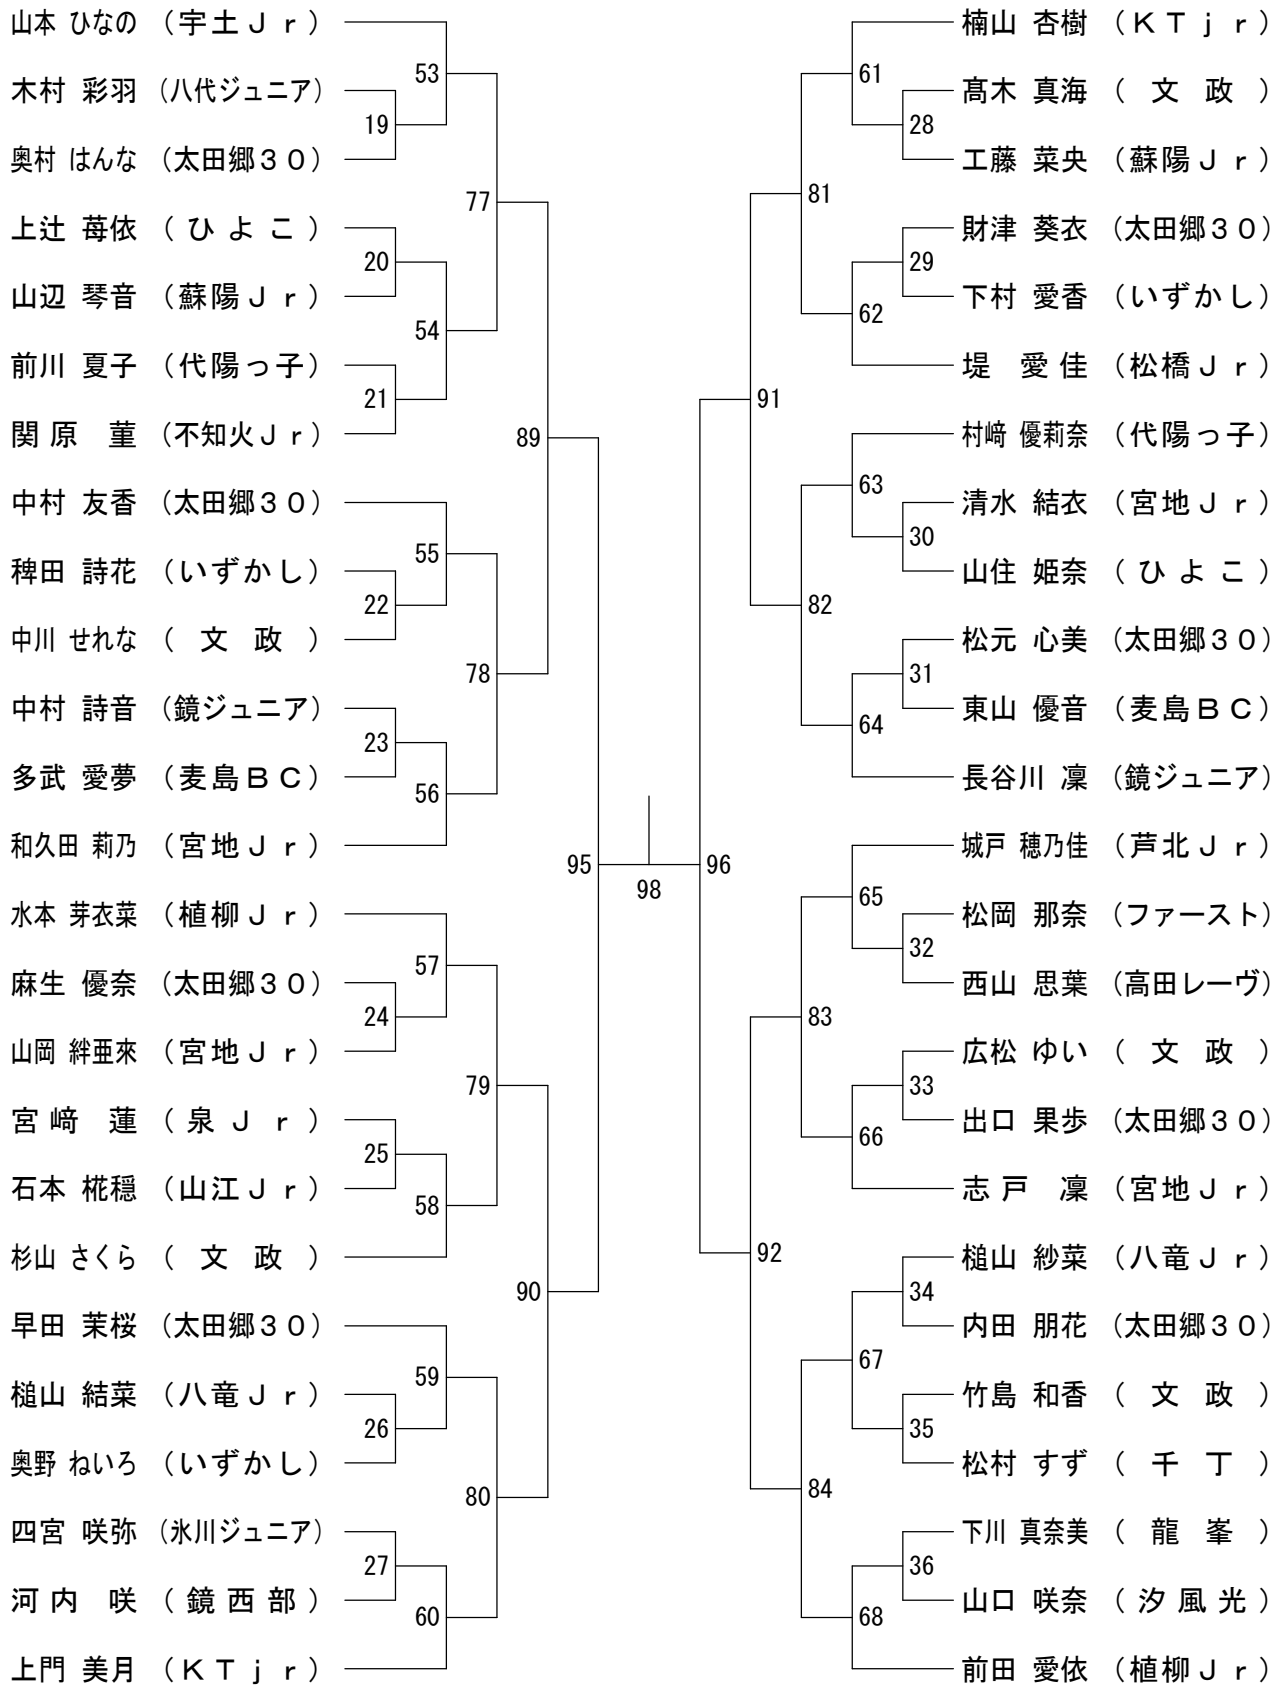 山本 ひなの （宇土Ｊｒ）
53
木村 彩羽 （八代ジュニア）
19
奥村 はんな （太田郷３０）
77
上辻 苺依 （ひよこ）
20
山辺 琴音 （蘇陽Ｊｒ）
54
前川 夏子 （代陽っ子）
21
関原 菫 （不知火Ｊｒ）
89
中村 友香 （太田郷３０）
55
稗田 詩花 （いずかし）
22
中川 せれな （文政）
78
中村 詩音 （鏡ジュニア）
23
多武 愛夢 （麦島ＢＣ）
56
和久田 莉乃 （宮地Ｊｒ）
95
水本 芽衣菜 （植柳Ｊｒ）
57
麻生 優奈 （太田郷３０）
24
山岡 絆亜來 （宮地Ｊｒ）
79
宮﨑 蓮 （泉Ｊｒ）
25
石本 椛穏 （山江Ｊｒ）
58
杉山 さくら （文政）
90
早田 茉桜 （太田郷３０）
59
槌山 結菜 （八竜Ｊｒ）
26
奥野 ねいろ （いずかし）
80
四宮 咲弥 （氷川ジュニア）
27
河内 咲 （鏡西部）
60
上門 美月 （ＫＴｊｒ）
98
楠山 杏樹 （ＫＴｊｒ）
61
髙木 真海 （文政）
28
工藤 菜央 （蘇陽Ｊｒ）
81
財津 葵衣 （太田郷３０）
29
下村 愛香 （いずかし）
62
堤 愛佳 （松橋Ｊｒ）
91
村﨑 優莉奈 （代陽っ子）
63
清水 結衣 （宮地Ｊｒ）
30
山住 姫奈 （ひよこ）
82
松元 心美 （太田郷３０）
31
東山 優音 （麦島ＢＣ）
64
長谷川 凜 （鏡ジュニア）
96
城戸 穂乃佳 （芦北Ｊｒ）
65
松岡 那奈 （ファースト）
32
西山 思葉 （高田レーヴ）
83
広松 ゆい （文政）
33
出口 果歩 （太田郷３０）
66
志戸 凜 （宮地Ｊｒ）
92
槌山 紗菜 （八竜Ｊｒ）
34
内田 朋花 （太田郷３０）
67
竹島 和香 （文政）
35
松村 すず （千丁）
84
下川 真奈美 （龍峯）
36
山口 咲奈 （汐風光）
68
前田 愛依 （植柳Ｊｒ）